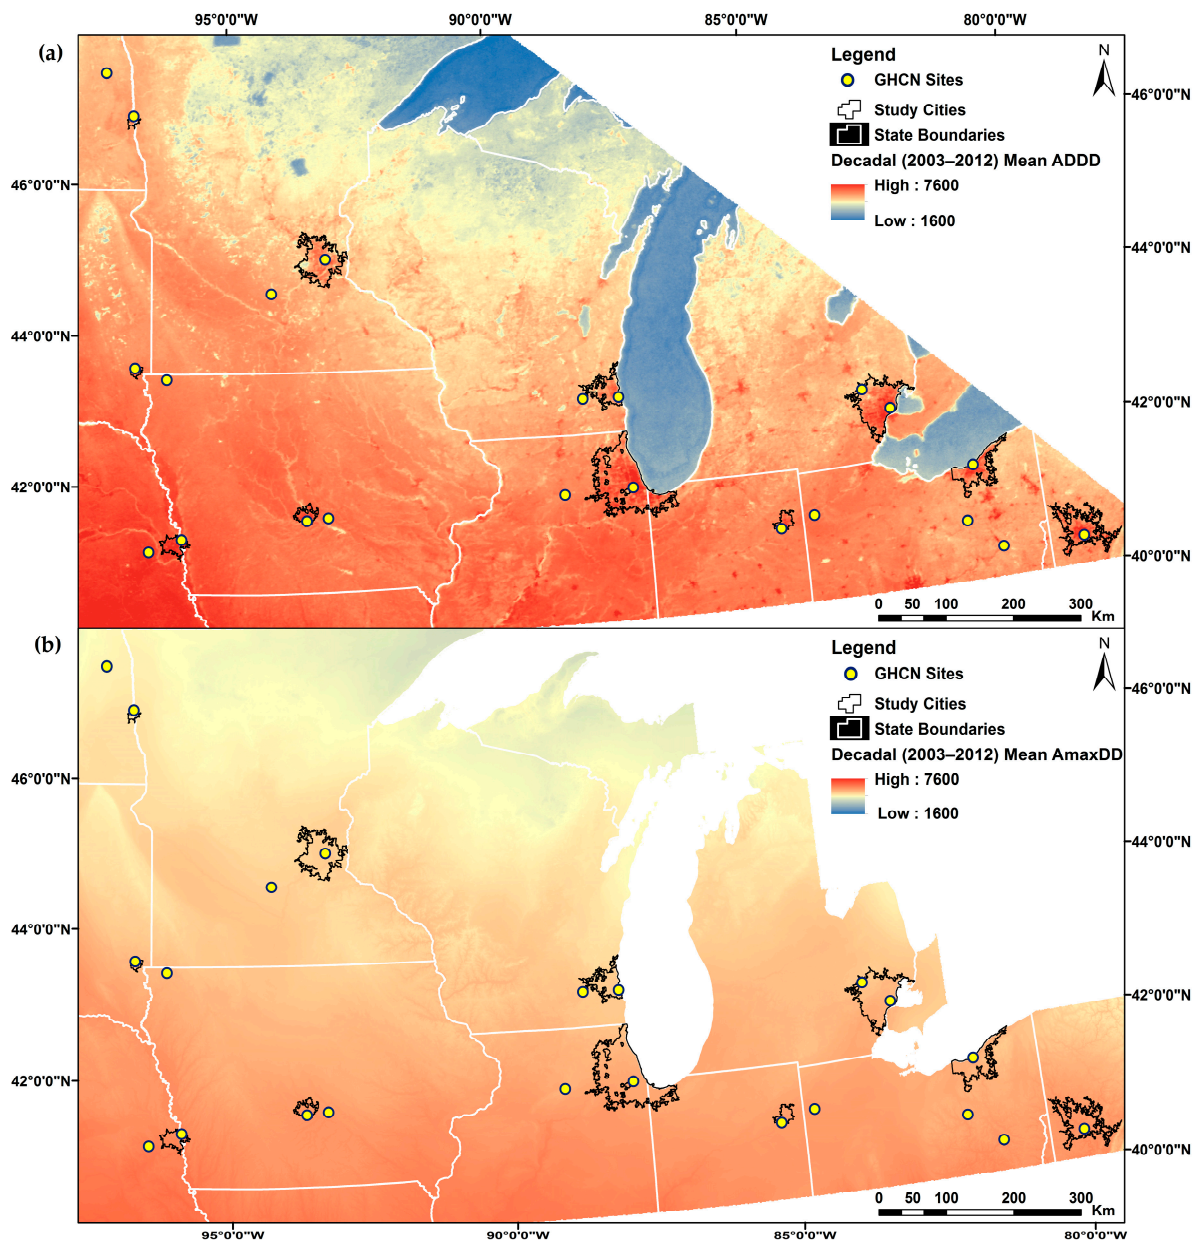 95°0'0"W 90°0'0"W 85°0'0"W 80°0'0"W
(a)
Legend
GHCN Sites
Study Cities
State Boundaries
Decadal (2003–2012) Mean ADDD
High : 7600
Low : 1600
N
46°0'0"N
44°0'0"N
42°0'0"N
46°0'0"N
44°0'0"N
42°0'0"N
40°0'0"N
0 50 100 200 300
Km
(b)
Legend
GHCN Sites
Study Cities
State Boundaries
Decadal (2003–2012) Mean AmaxDD
High : 7600
Low : 1600
N
46°0'0"N
44°0'0"N
42°0'0"N
46°0'0"N
44°0'0"N
42°0'0"N
40°0'0"N
0 50 100 200 300
Km
95°0'0"W 90°0'0"W 85°0'0"W 80°0'0"W